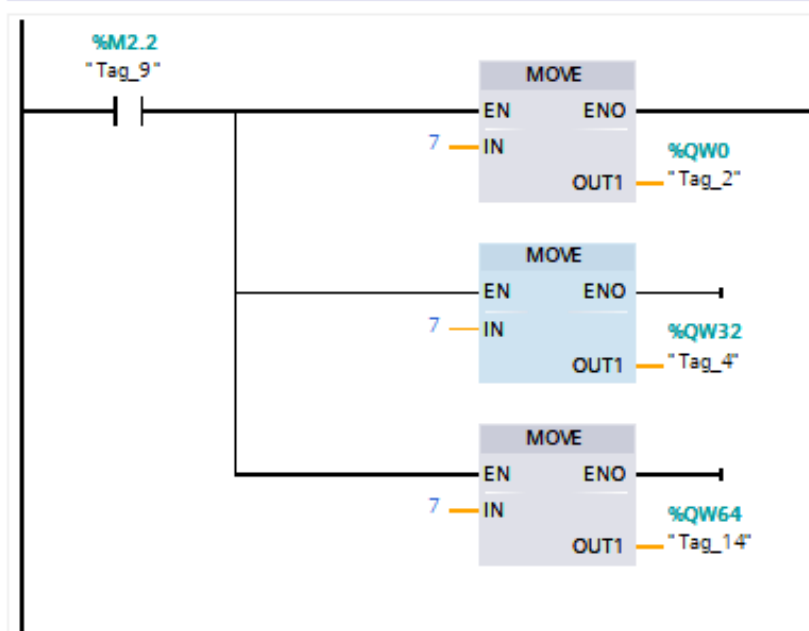 %M2.2
"Tag_9"
MOVE
EN ENO
7 IN
%QW0
OUT1 "Tag_2"
MOVE
EN ENO
7 IN
%QW32
OUT1 "Tag_4"
MOVE
EN ENO
7 IN
%QW64
OUT1 "Tag_14"